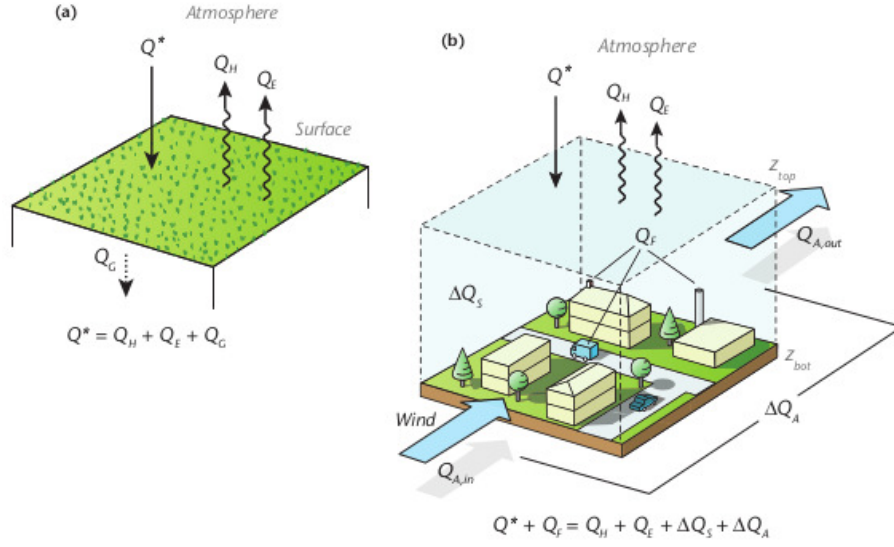 (a)
Atmosphere
Q*
Q_H
Q_E
Surface
Q_G
Q* = Q_H + Q_E + Q_G
(b)
Atmosphere
Q*
Q_H
Q_E
Z_top
Q_A,out
Q_F
ΔQ_S
Z_bot
Wind
ΔQ_A
Q_A,in
Q* + Q_F = Q_H + Q_E + ΔQ_S + ΔQ_A